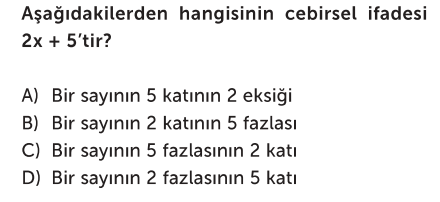 Aşağıdakilerden hangisinin cebirsel ifadesi
2x + 5'tir?
A) Bir sayının 5 katının 2 eksiği
B) Bir sayının 2 katının 5 fazlası
C) Bir sayının 5 fazlasının 2 katı
D) Bir sayının 2 fazlasının 5 katı